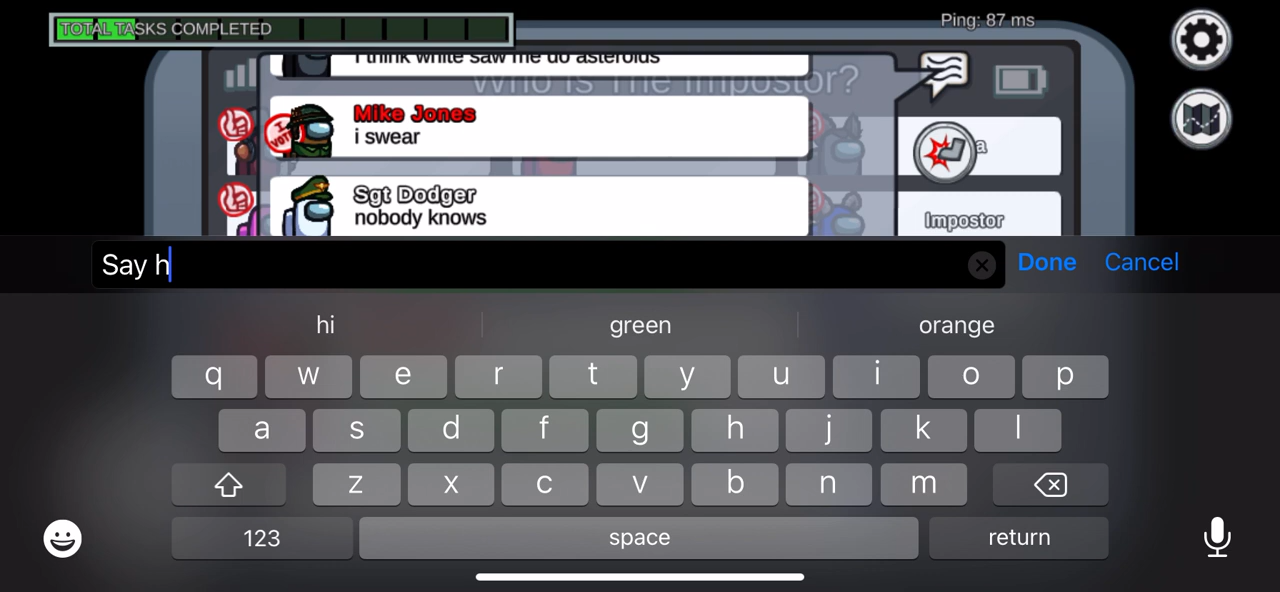 TOTAL TASKS COMPLETED
Ping: 87 ms
Who Is The Impostor?
I think white saw me do asteroids
Mike Jones
i swear
I VOTED
Sgt Dodger
nobody knows
Impostor
Say h
Done
Cancel
hi
green
orange
q w e r t y u i o p
a s d f g h j k l
z x c v b n m
123
space
return